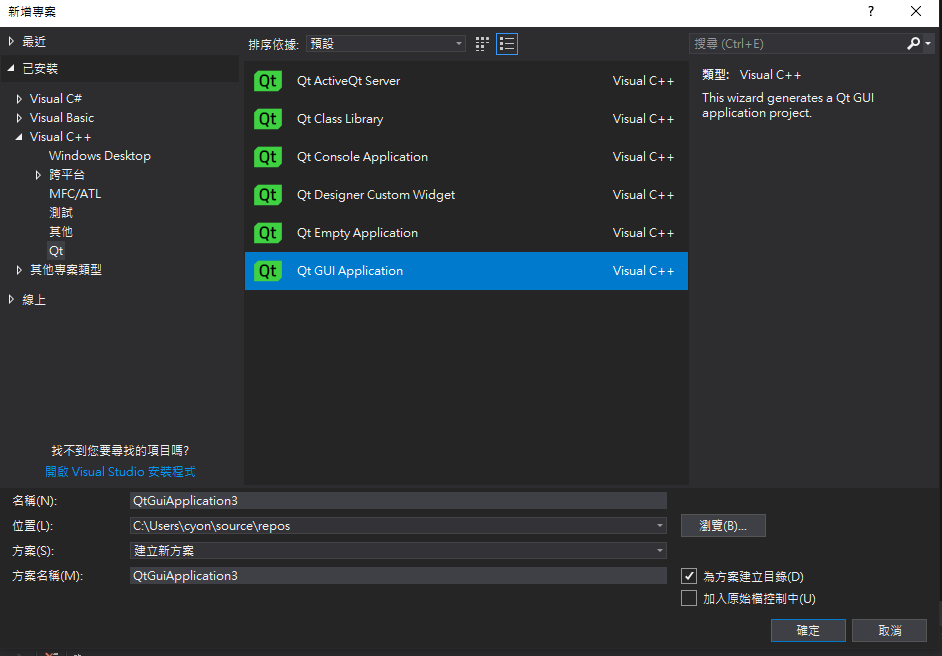 新增專案
?
最近
已安裝
Visual C#
Visual Basic
Visual C++
Windows Desktop
跨平台
MFC/ATL
測試
其他
Qt
其他專案類型
線上
找不到您要尋找的項目嗎?
開啟 Visual Studio 安裝程式
排序依據: 預設
Qt Qt ActiveQt Server Visual C++
Qt Qt Class Library Visual C++
Qt Qt Console Application Visual C++
Qt Qt Designer Custom Widget Visual C++
Qt Qt Empty Application Visual C++
Qt Qt GUI Application Visual C++
搜尋 (Ctrl+E)
類型: Visual C++
This wizard generates a Qt GUI
application project.
名稱(N): QtGuiApplication3
位置(L): C:\Users\cyon\source\repos 瀏覽(B)...
方案(S): 建立新方案
方案名稱(M): QtGuiApplication3
為方案建立目錄(D)
加入原始檔控制中(U)
確定 取消